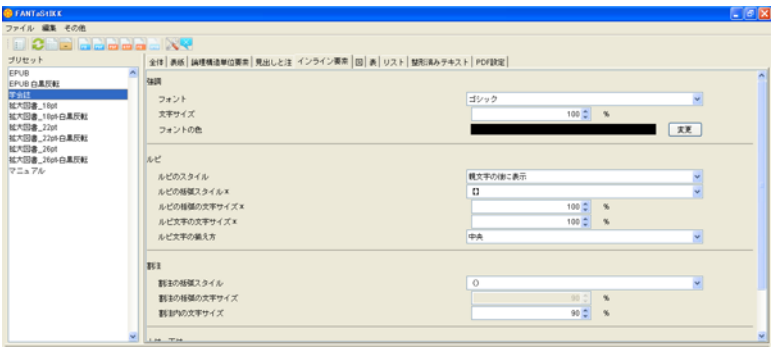 FANTaStIKK
ファイル 編集 その他
プリセット
EPUB
EPUB 白黒反転
学会誌
拡大図書_18pt
拡大図書_18pt-白黒反転
拡大図書_22pt
拡大図書_22pt-白黒反転
拡大図書_26pt
拡大図書_26pt-白黒反転
マニュアル
全体 表紙 論理構造単位要素 見出しと注 インライン要素 図 表 リスト 整形済みテキスト PDF設定
強調
フォント ゴシック
文字サイズ 100 %
フォントの色 変更
ルビ
ルビのスタイル 親文字の後に表示
ルビの括弧スタイル※ []
ルビの括弧の文字サイズ※ 100 %
ルビ文字の文字サイズ※ 100 %
ルビ文字の揃え方 中央
割注
割注の括弧スタイル ()
割注の括弧の文字サイズ 90 %
割注内の文字サイズ 90 %